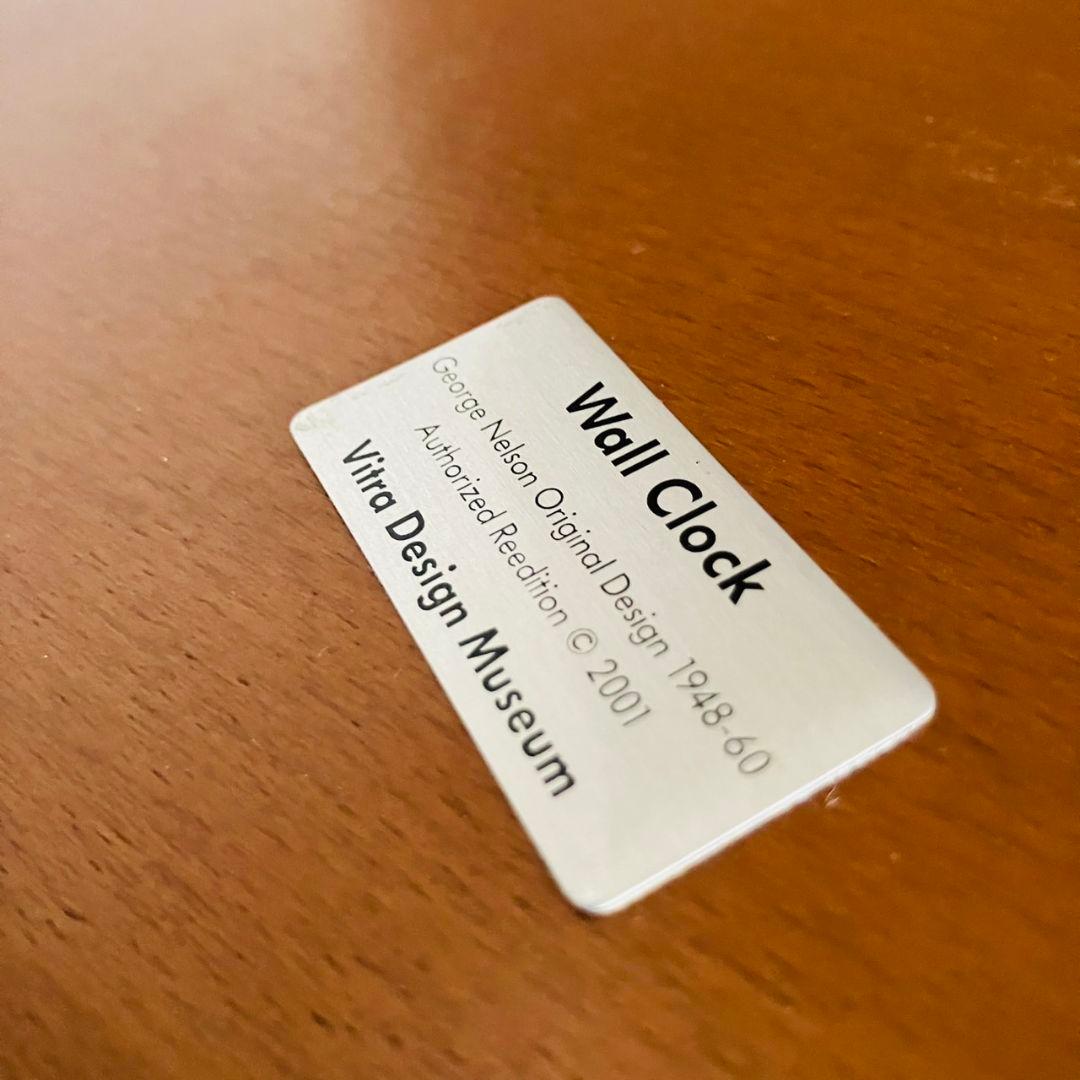 Wall Clock
George Nelson Original Design 1948-60
Authorized Reedition © 2001
Vitra Design Museum